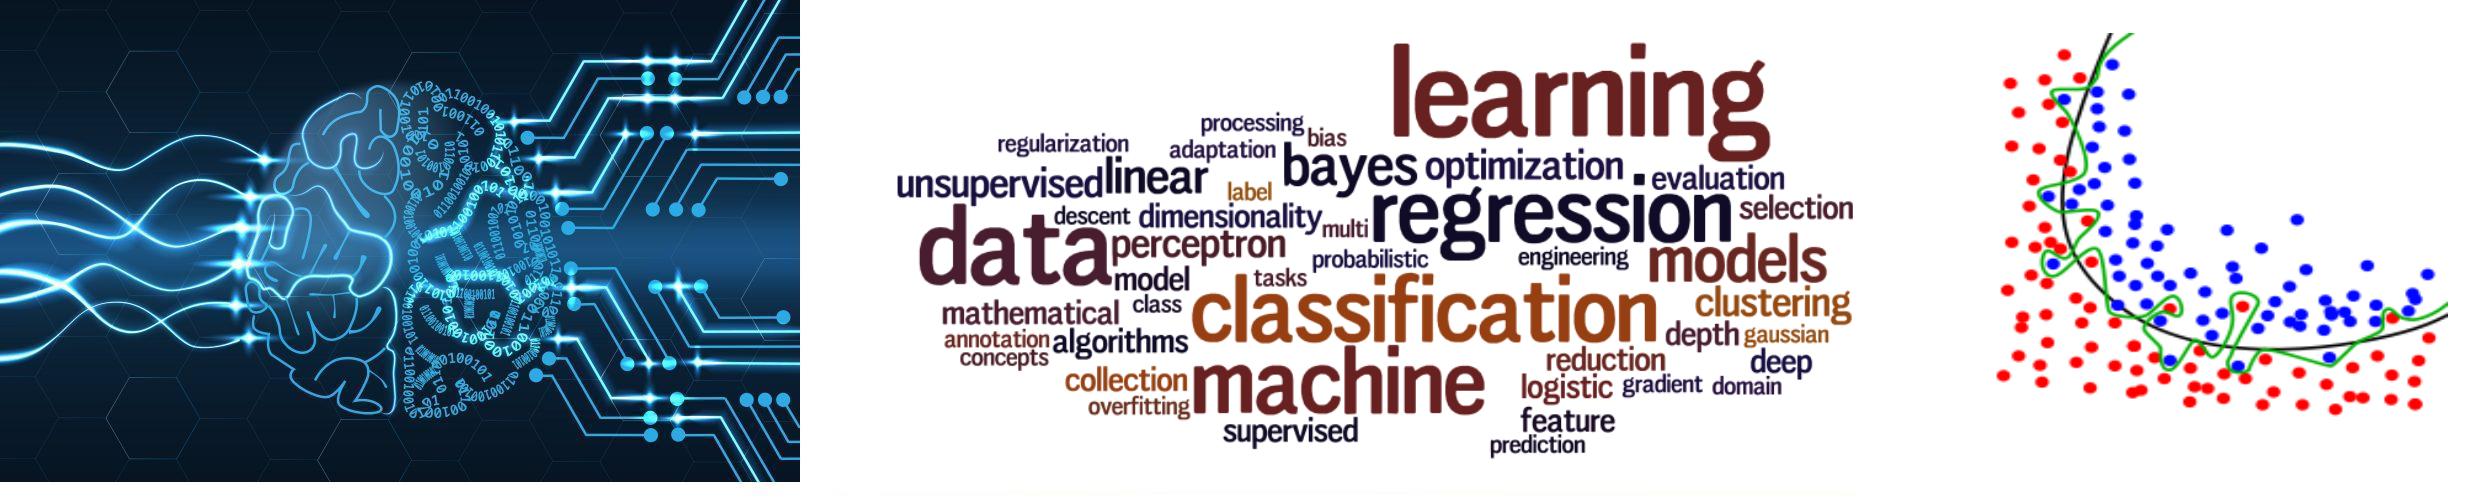 learning
processing
bias
regularization
adaptation
bayes
optimization
unsupervised
linear
label
evaluation
descent
dimensionality
multi
regression
selection
data
perceptron
probabilistic
engineering
models
model
tasks
mathematical
class
classification
clustering
annotation
algorithms
depth
gaussian
concepts
reduction
deep
collection
machine
logistic
gradient
domain
overfitting
feature
supervised
prediction